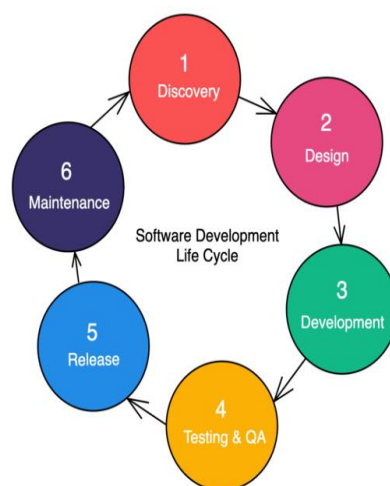 1
Discovery
2
Design
3
Development
4
Testing & QA
5
Release
6
Maintenance
Software Development
Life Cycle